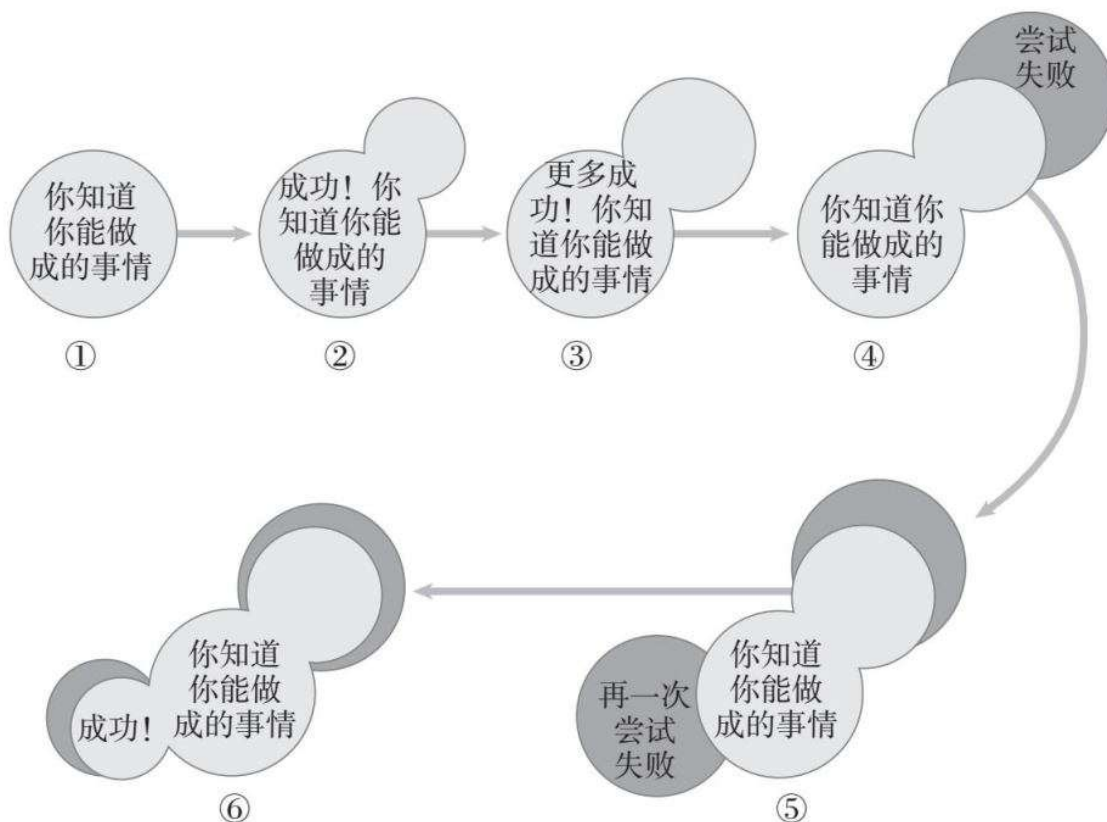 你知道
你能做
成的事情
①
成功！你
知道你能
做成的
事情
②
更多成
功！你知
道你能做
成的事情
③
尝试
失败
你知道你
能做成的
事情
④
再一次
尝试
失败
你知道
你能做
成的事情
⑤
成功！
你知道
你能做
成的事情
⑥